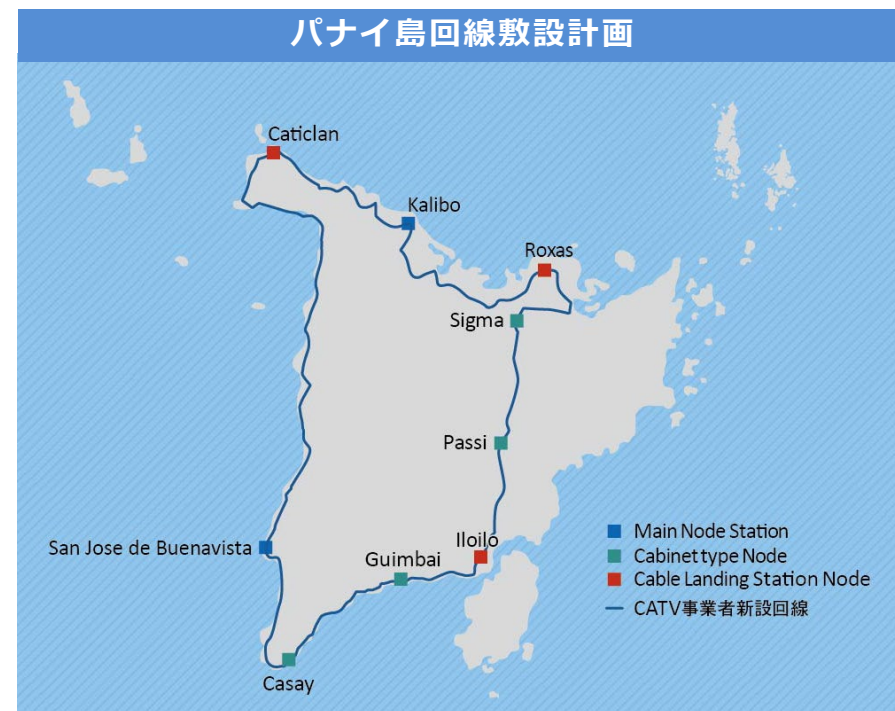 パナイ島回線敷設計画
Caticlan
Kalibo
Roxas
Sigma
Passi
Iloilo
San Jose de Buenavista
Guimbai
Casay
Main Node Station
Cabinet type Node
Cable Landing Station Node
CATV事業者新設回線